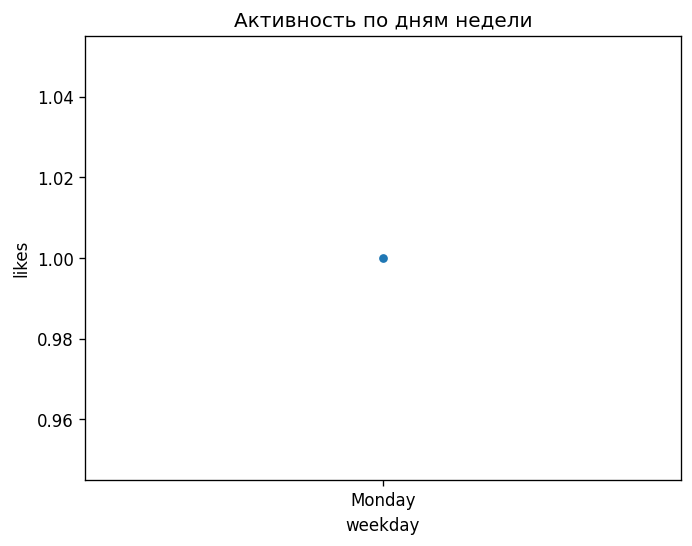 Активность по дням недели
1.04
1.02
1.00
0.98
0.96
likes
Monday
weekday